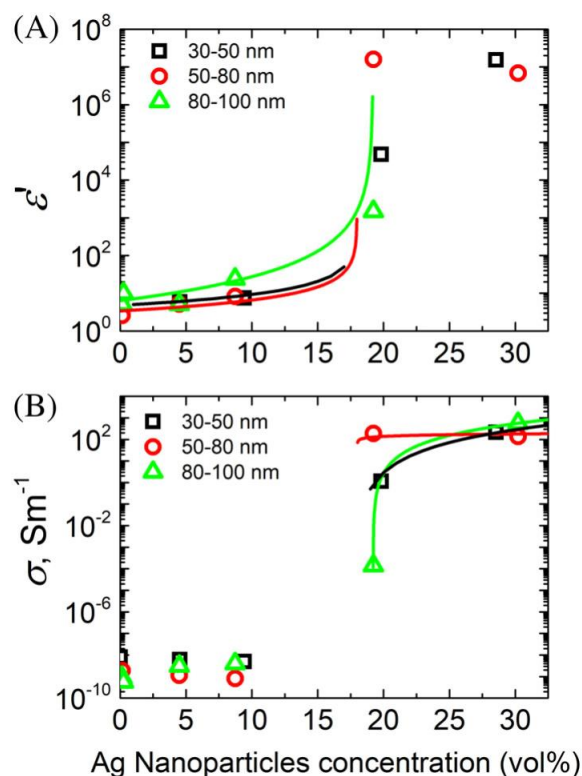 (A)
10^8
10^6
10^4
10^2
10^0
ε'
30-50 nm
50-80 nm
80-100 nm
0 5 10 15 20 25 30
(B)
10^2
10^-2
10^-6
10^-10
σ, Sm^-1
30-50 nm
50-80 nm
80-100 nm
0 5 10 15 20 25 30
Ag Nanoparticles concentration (vol%)